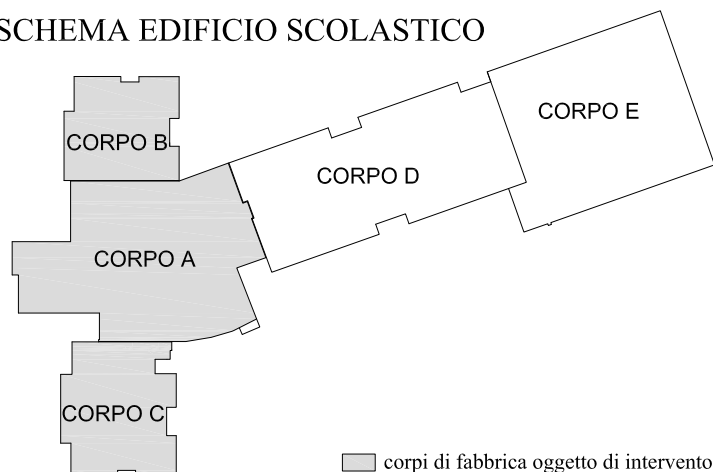 SCHEMA EDIFICIO SCOLASTICO
CORPO E
CORPO B
CORPO D
CORPO A
CORPO C
corpi di fabbrica oggetto di intervento